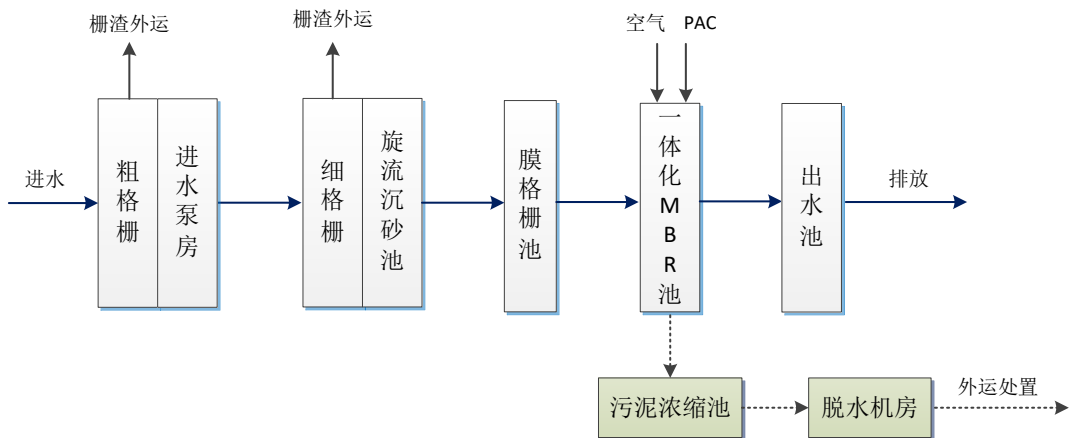 栅渣外运
栅渣外运
空气
PAC
进水
粗格栅
进水泵房
细格栅
旋流沉砂池
膜格栅池
一体化MBR池
出水池
排放
污泥浓缩池
脱水机房
外运处置